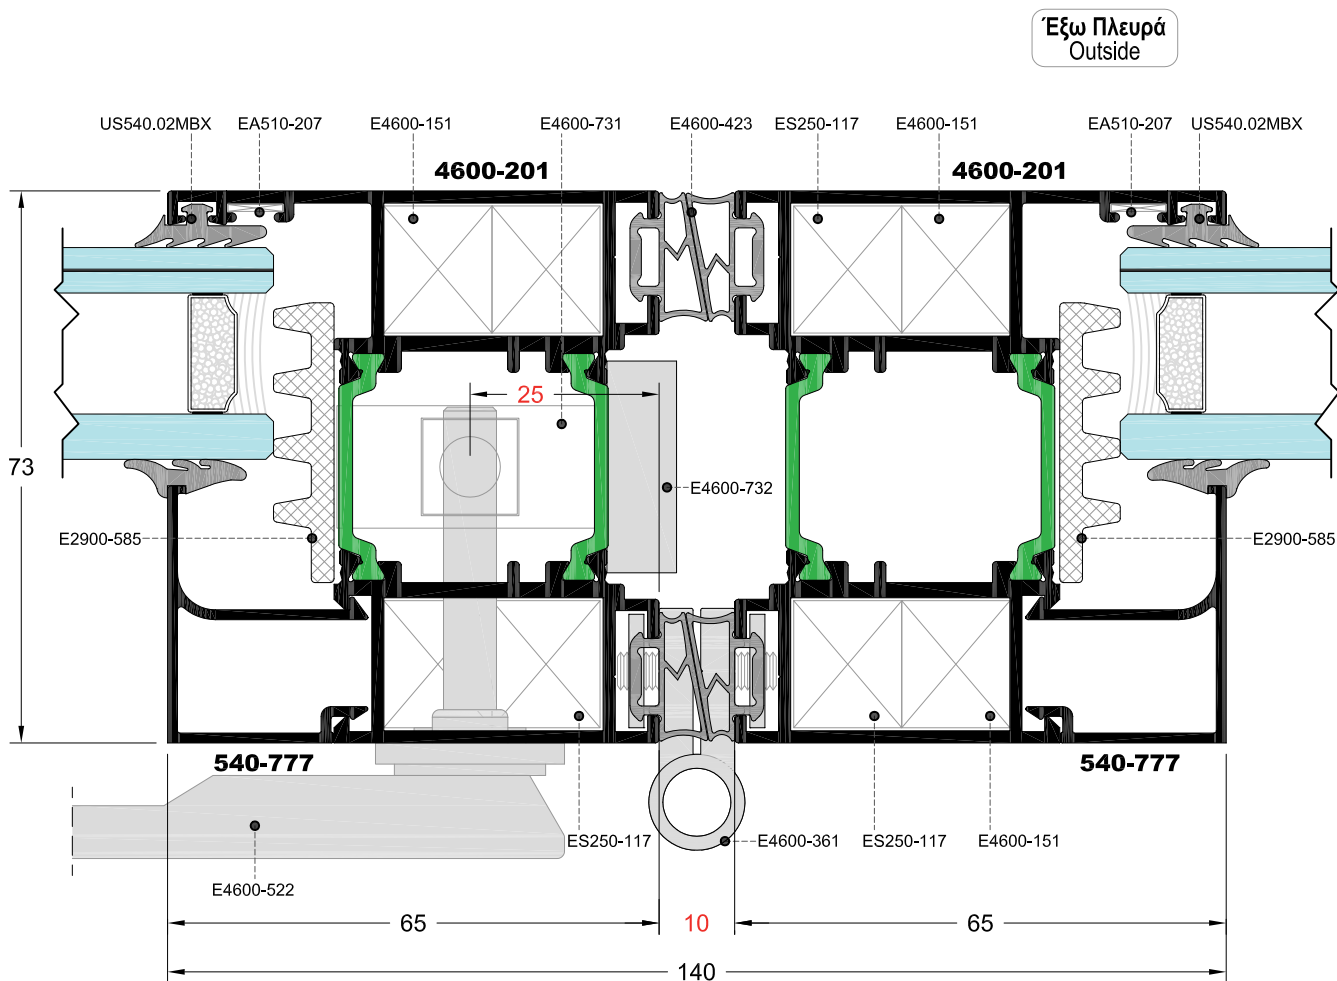 Έξω Πλευρά
Outside
US540.02MBX EA510-207 E4600-151 E4600-731 E4600-423 ES250-117 E4600-151 EA510-207 US540.02MBX
4600-201 4600-201
25
73
E4600-732
E2900-585 E2900-585
540-777 540-777
ES250-117 E4600-361 ES250-117 E4600-151
E4600-522
65 10 65
140